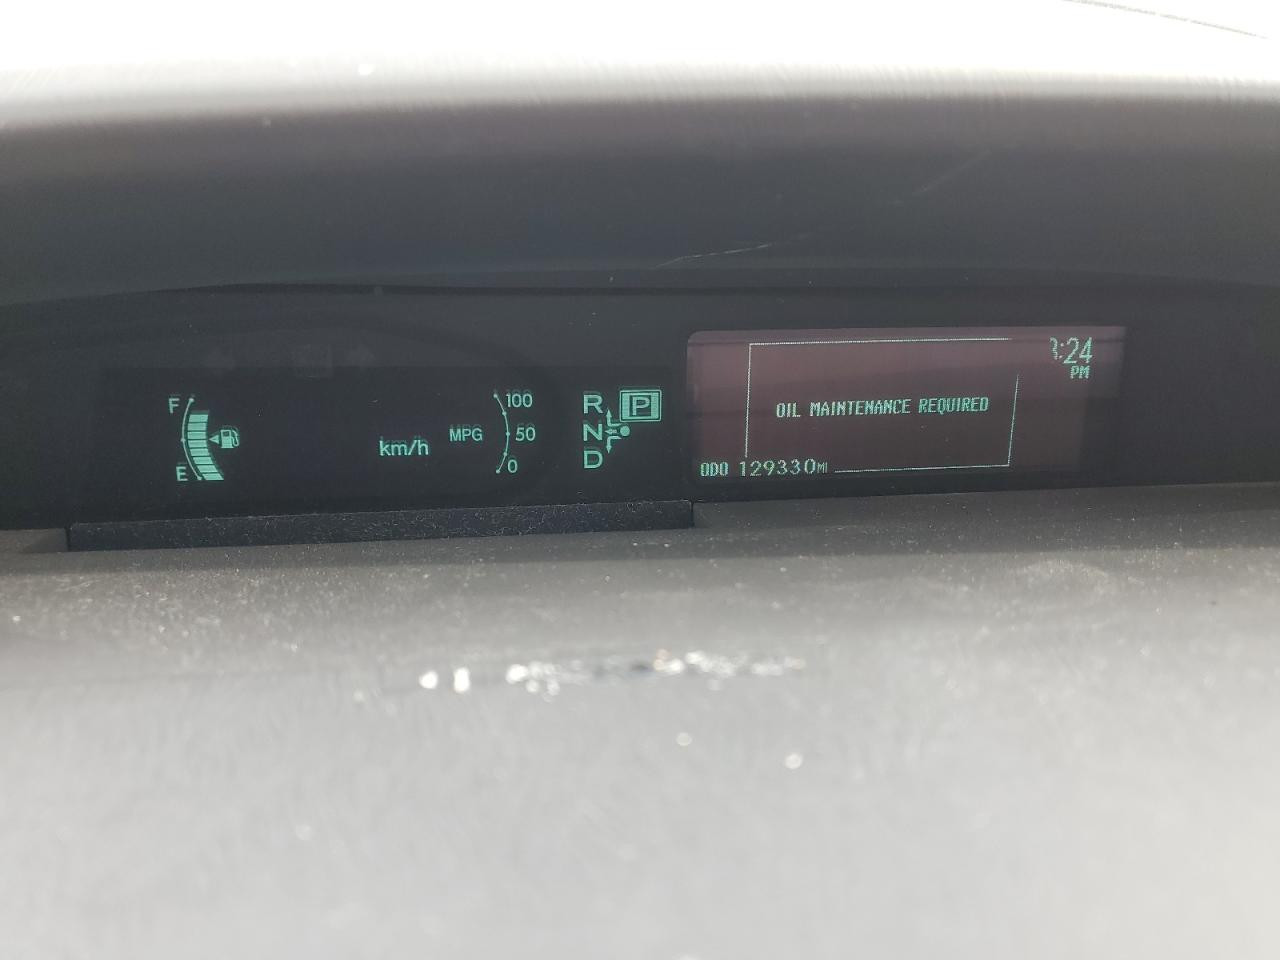 F
E
km/h
MPG
100
50
0
R
P
N
D
:24
PM
OIL MAINTENANCE REQUIRED
ODO 129330MI